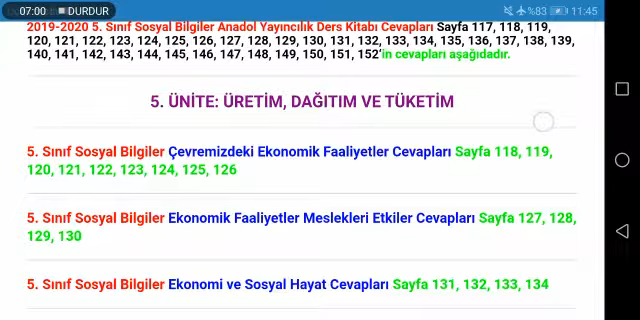 07:00 DURDUR
%83 11:45
2019-2020 5. Sınıf Sosyal Bilgiler Anadol Yayıncılık Ders Kitabı Cevapları Sayfa 117, 118, 119,
120, 121, 122, 123, 124, 125, 126, 127, 128, 129, 130, 131, 132, 133, 134, 135, 136, 137, 138, 139,
140, 141, 142, 143, 144, 145, 146, 147, 148, 149, 150, 151, 152'in cevapları aşağıdadır.
5. ÜNİTE: ÜRETİM, DAĞITIM VE TÜKETİM
5. Sınıf Sosyal Bilgiler Çevremizdeki Ekonomik Faaliyetler Cevapları Sayfa 118, 119,
120, 121, 122, 123, 124, 125, 126
5. Sınıf Sosyal Bilgiler Ekonomik Faaliyetler Meslekleri Etkiler Cevapları Sayfa 127, 128,
129, 130
5. Sınıf Sosyal Bilgiler Ekonomi ve Sosyal Hayat Cevapları Sayfa 131, 132, 133, 134